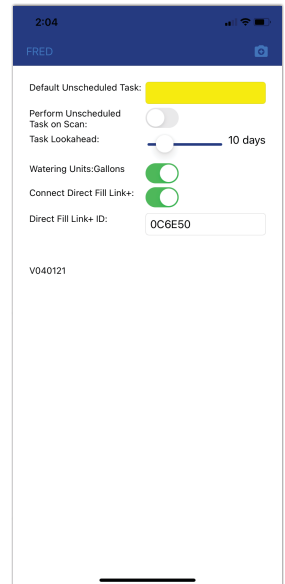 2:04
FRED
Default Unscheduled Task:
Perform Unscheduled
Task on Scan:
Task Lookahead:
10 days
Watering Units:Gallons
Connect Direct Fill Link+:
Direct Fill Link+ ID:
0C6E50
V040121